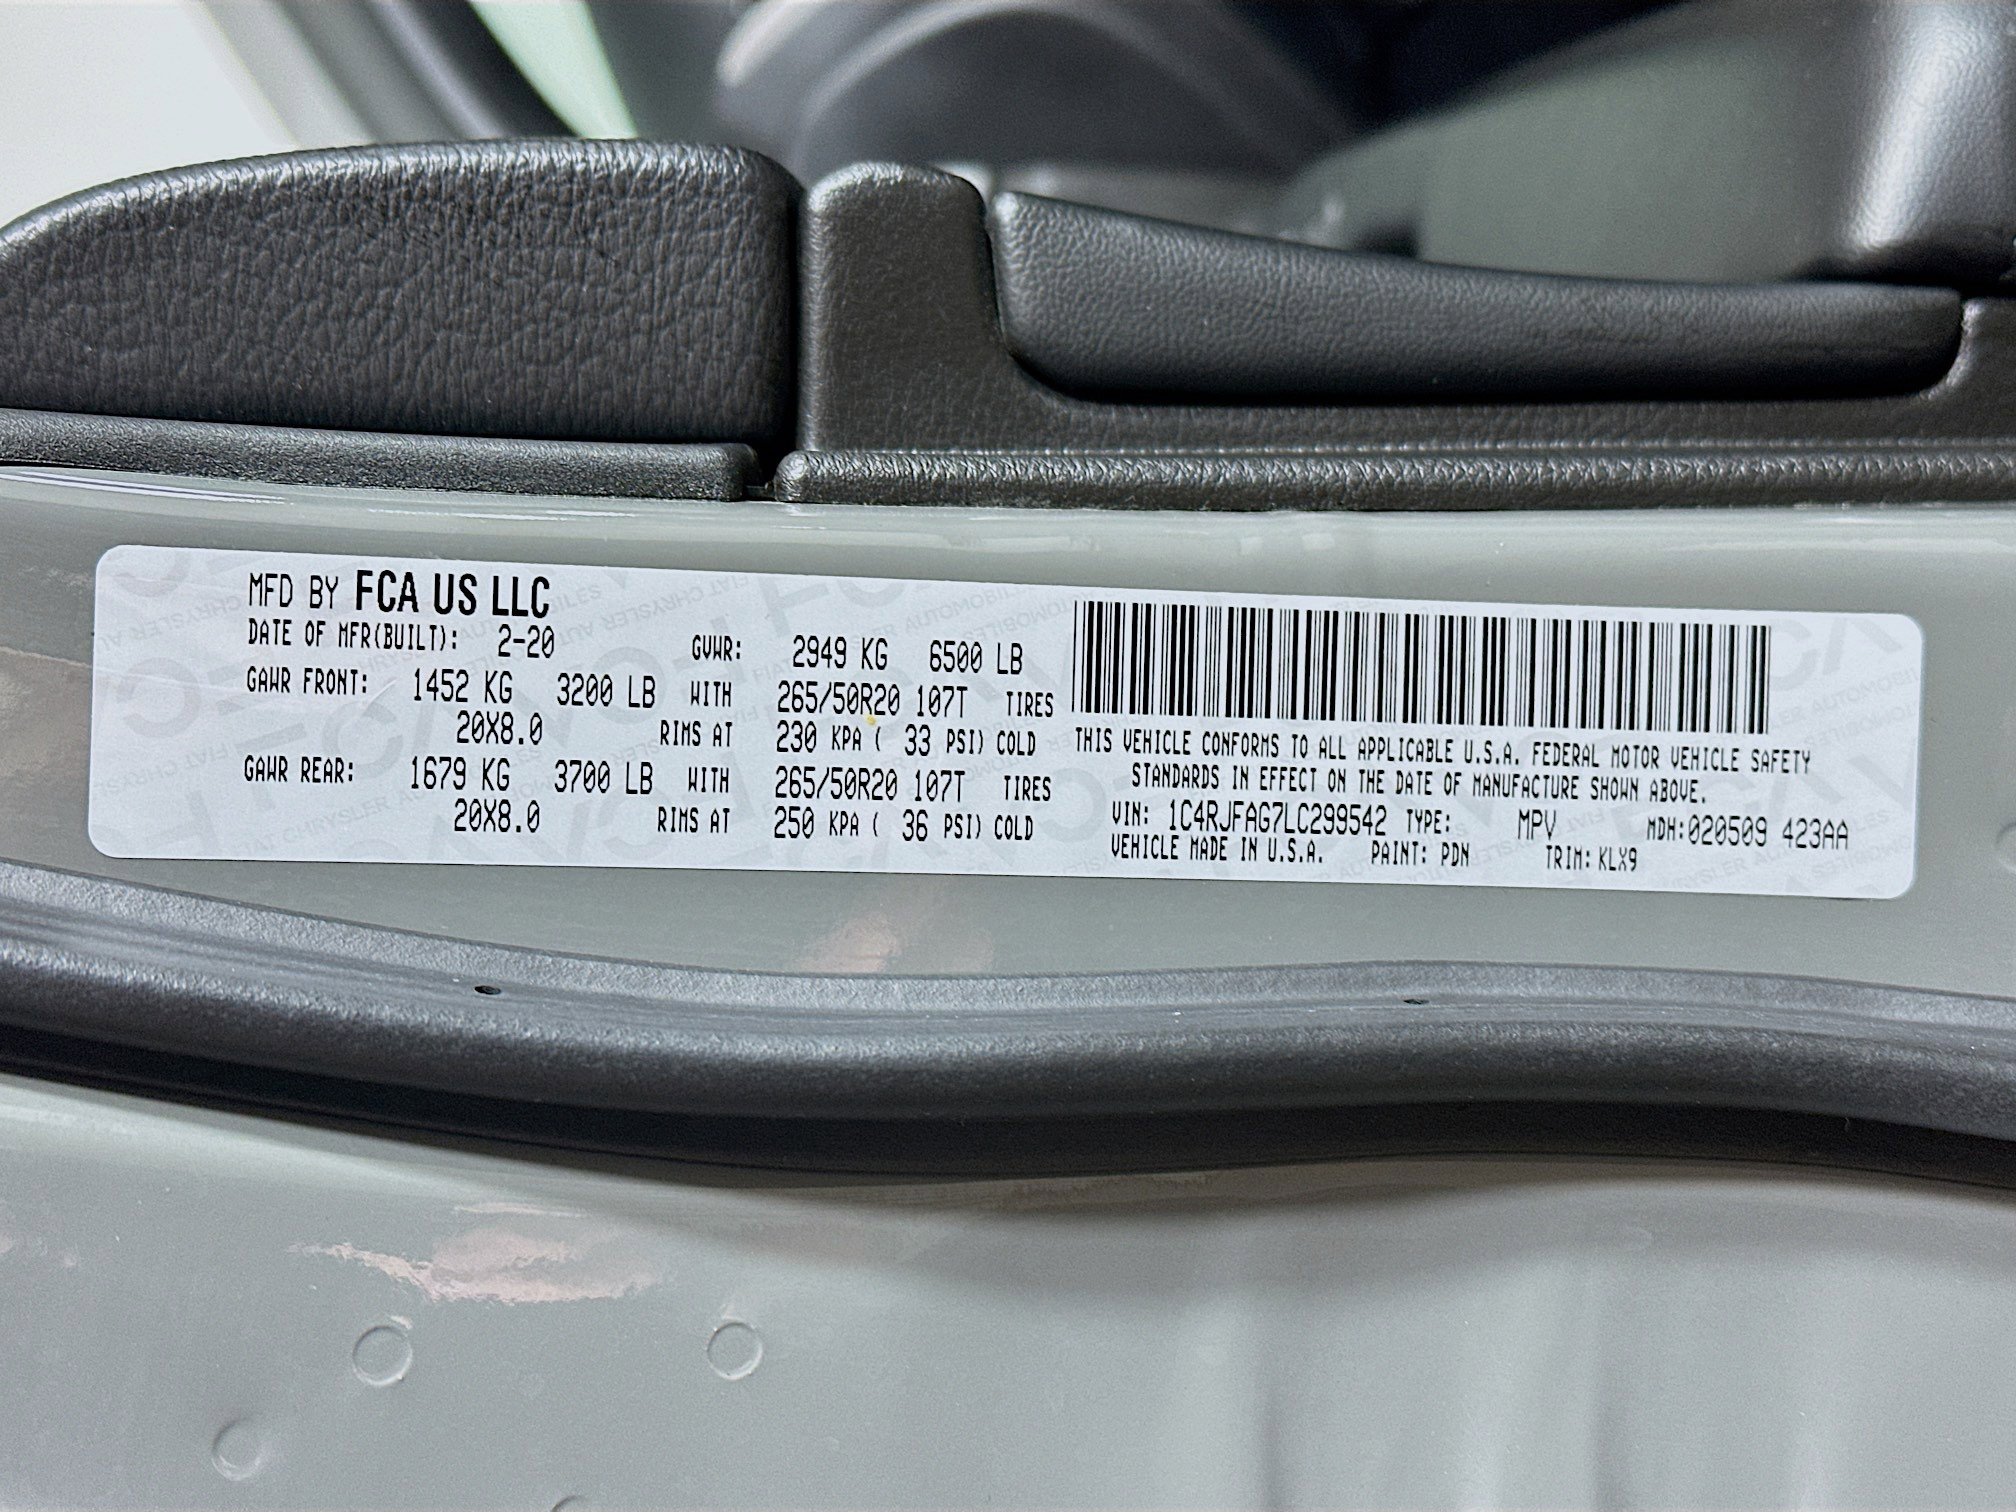 MFD BY FCA US LLC
DATE OF MFR(BUILT): 2-20 GVWR: 2949 KG 6500 LB
GAWR FRONT: 1452 KG 3200 LB WITH 265/50R20 107T TIRES
20X8.0 RIMS AT 230 KPA ( 33 PSI) COLD
GAWR REAR: 1679 KG 3700 LB WITH 265/50R20 107T TIRES
20X8.0 RIMS AT 250 KPA ( 36 PSI) COLD
THIS VEHICLE CONFORMS TO ALL APPLICABLE U.S.A. FEDERAL MOTOR VEHICLE SAFETY
STANDARDS IN EFFECT ON THE DATE OF MANUFACTURE SHOWN ABOVE.
VIN: 1C4RJFAG7LC299542 TYPE: MPV MDH:020509 423AA
VEHICLE MADE IN U.S.A. PAINT: PDN TRIM: KLX9